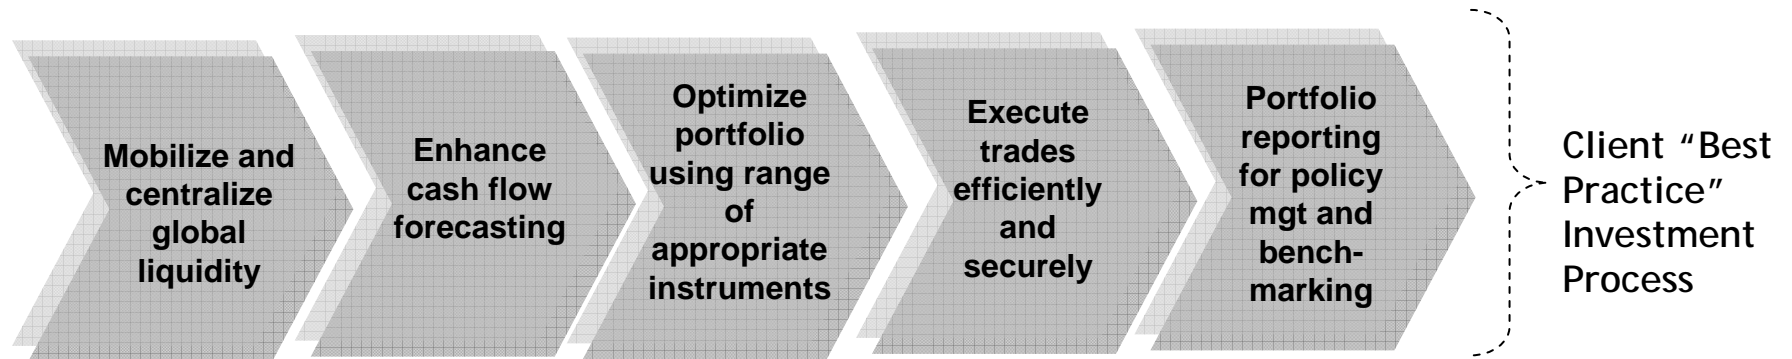 Mobilize and
centralize
global
liquidity
Enhance
cash flow
forecasting
Optimize
portfolio
using range
of
appropriate
instruments
Execute
trades
efficiently
and
securely
Portfolio
reporting
for policy
mgt and
bench-
marking
Client “Best
Practice”
Investment
Process